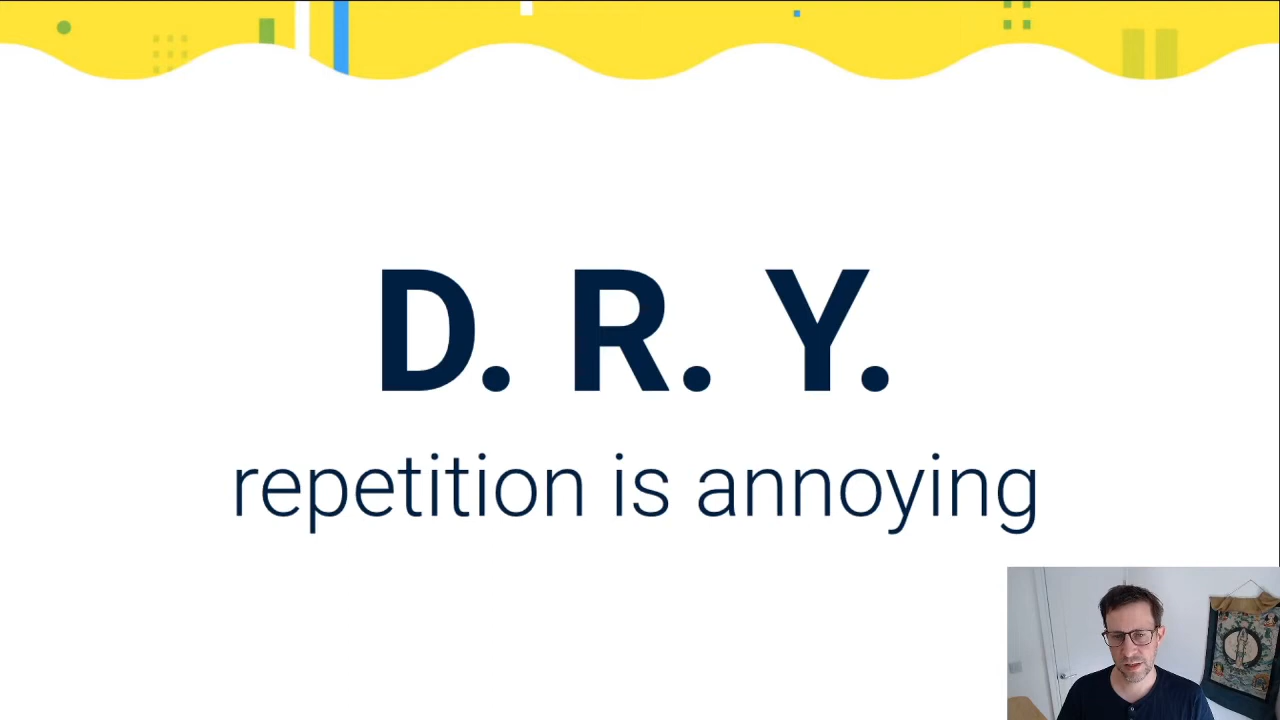 D. R. Y.
repetition is annoying